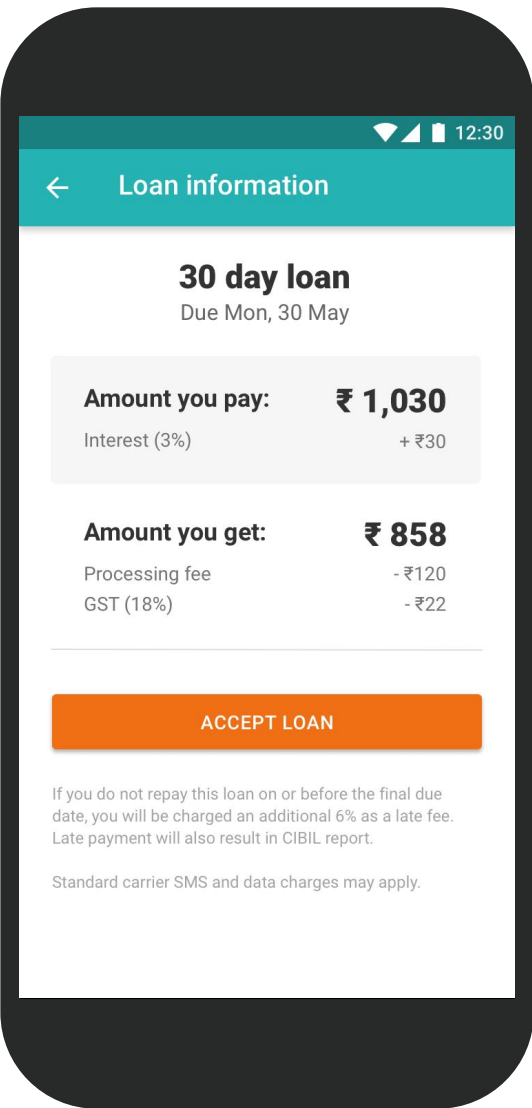 12:30
Loan information
30 day loan
Due Mon, 30 May
Amount you pay: ₹ 1,030
Interest (3%) + ₹30
Amount you get: ₹ 858
Processing fee - ₹120
GST (18%) - ₹22
ACCEPT LOAN
If you do not repay this loan on or before the final due
date, you will be charged an additional 6% as a late fee.
Late payment will also result in CIBIL report.
Standard carrier SMS and data charges may apply.